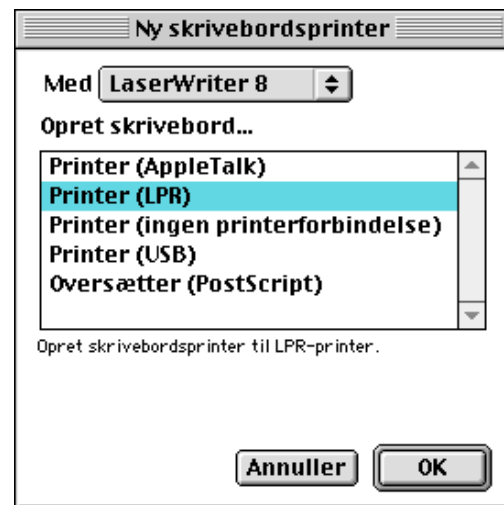 Ny skrivebordsprinter
Med LaserWriter 8
Opret skrivebord...
Printer (AppleTalk)
Printer (LPR)
Printer (ingen printerforbindelse)
Printer (USB)
Oversætter (PostScript)
Opret skrivebordsprinter til LPR-printer.
Annuller OK